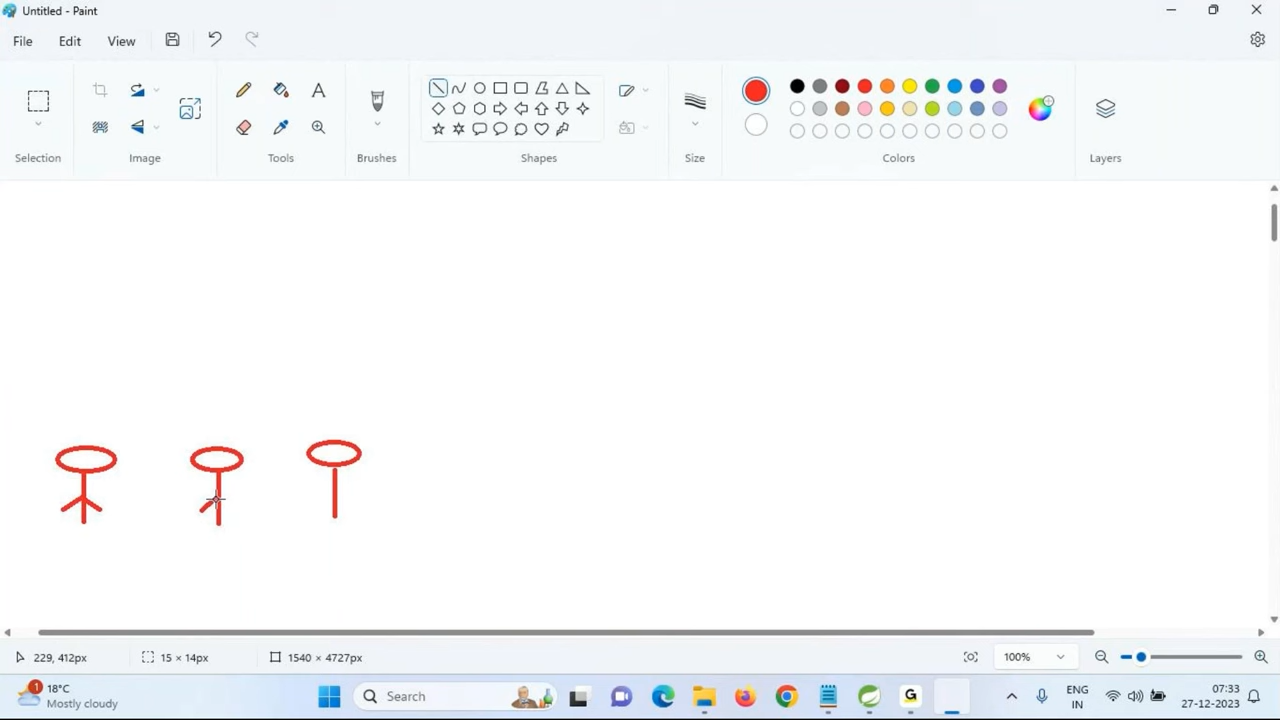 Untitled - Paint
File Edit View
Selection Image Tools Brushes Shapes Size Colors Layers
229, 412px 15 × 14px 1540 × 4727px 100%
1 18°C Mostly cloudy Search G ENG IN 07:33 27-12-2023